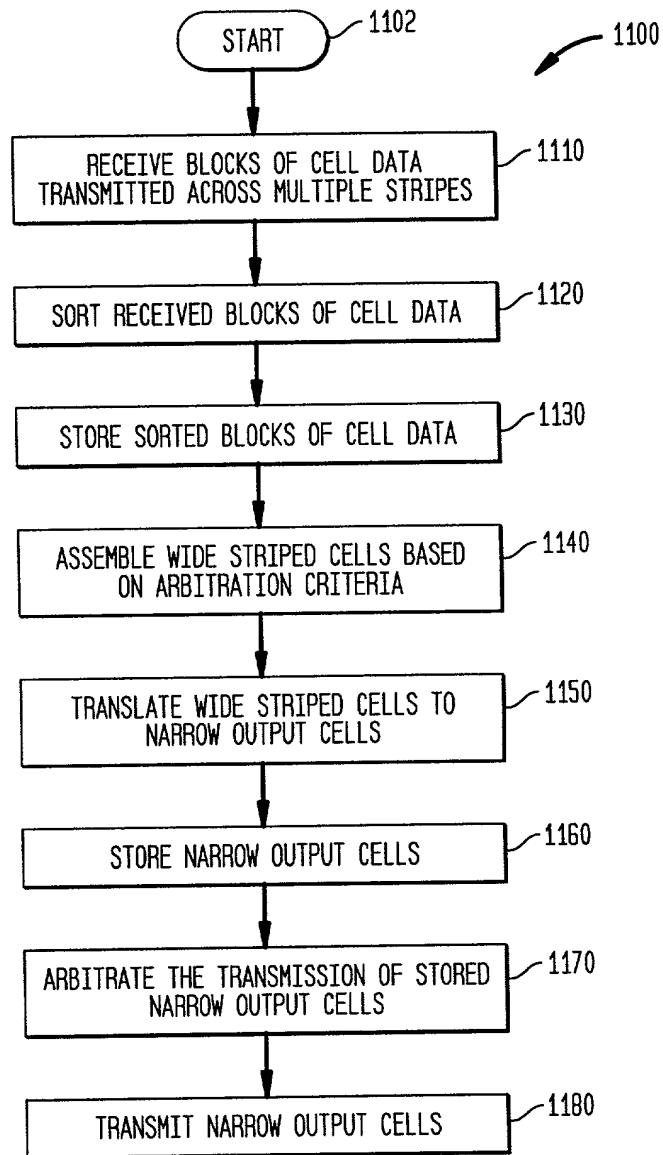 START
1102
1100
RECEIVE BLOCKS OF CELL DATA
TRANSMITTED ACROSS MULTIPLE STRIPES
1110
SORT RECEIVED BLOCKS OF CELL DATA
1120
STORE SORTED BLOCKS OF CELL DATA
1130
ASSEMBLE WIDE STRIPED CELLS BASED
ON ARBITRATION CRITERIA
1140
TRANSLATE WIDE STRIPED CELLS TO
NARROW OUTPUT CELLS
1150
STORE NARROW OUTPUT CELLS
1160
ARBITRATE THE TRANSMISSION OF STORED
NARROW OUTPUT CELLS
1170
TRANSMIT NARROW OUTPUT CELLS
1180